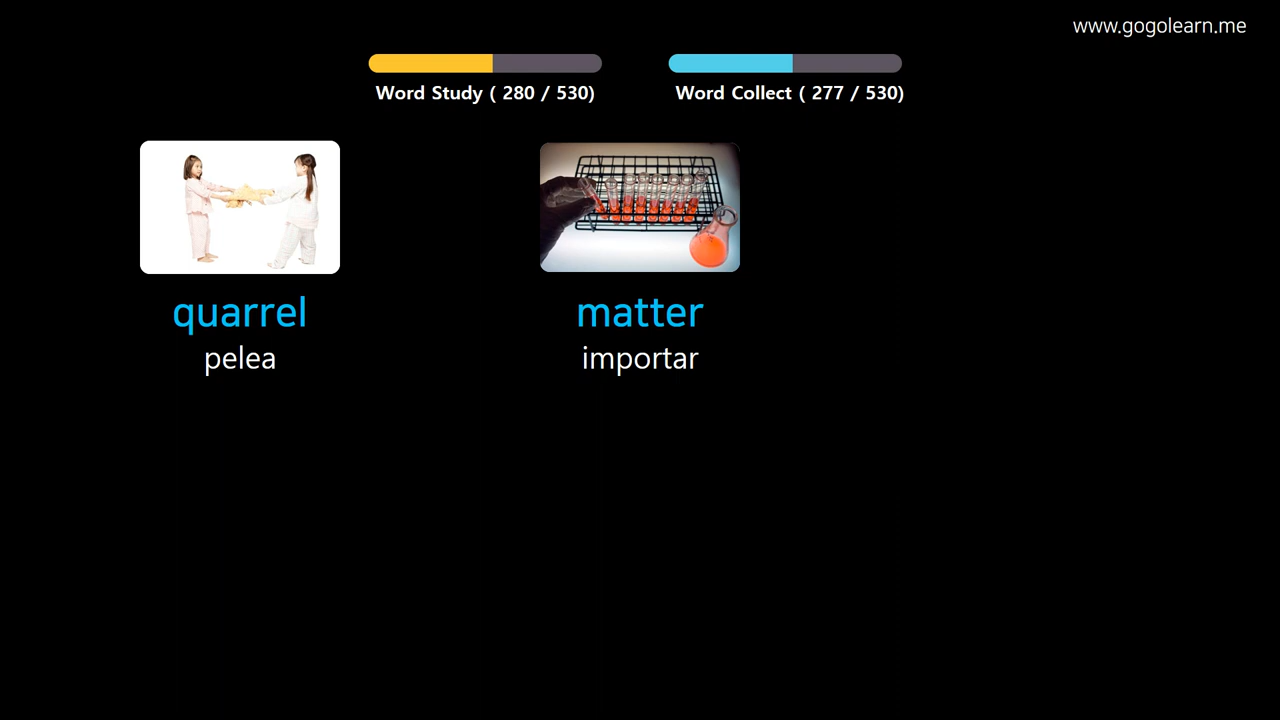 www.gogolearn.me
Word Study ( 280 / 530)
Word Collect ( 277 / 530)
quarrel
pelea
matter
importar